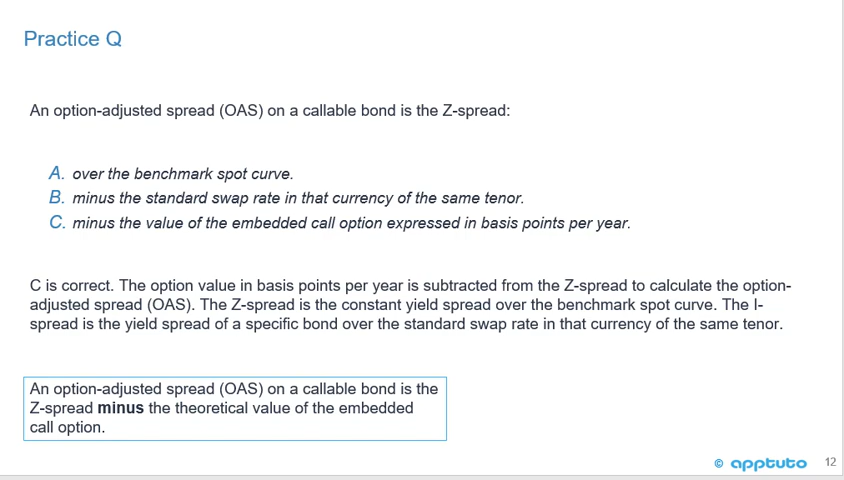 Practice Q
An option-adjusted spread (OAS) on a callable bond is the Z-spread:
A. over the benchmark spot curve.
B. minus the standard swap rate in that currency of the same tenor.
C. minus the value of the embedded call option expressed in basis points per year.
C is correct. The option value in basis points per year is subtracted from the Z-spread to calculate the option-
adjusted spread (OAS). The Z-spread is the constant yield spread over the benchmark spot curve. The I-
spread is the yield spread of a specific bond over the standard swap rate in that currency of the same tenor.
An option-adjusted spread (OAS) on a callable bond is the
Z-spread minus the theoretical value of the embedded
call option.
© apptuto 12